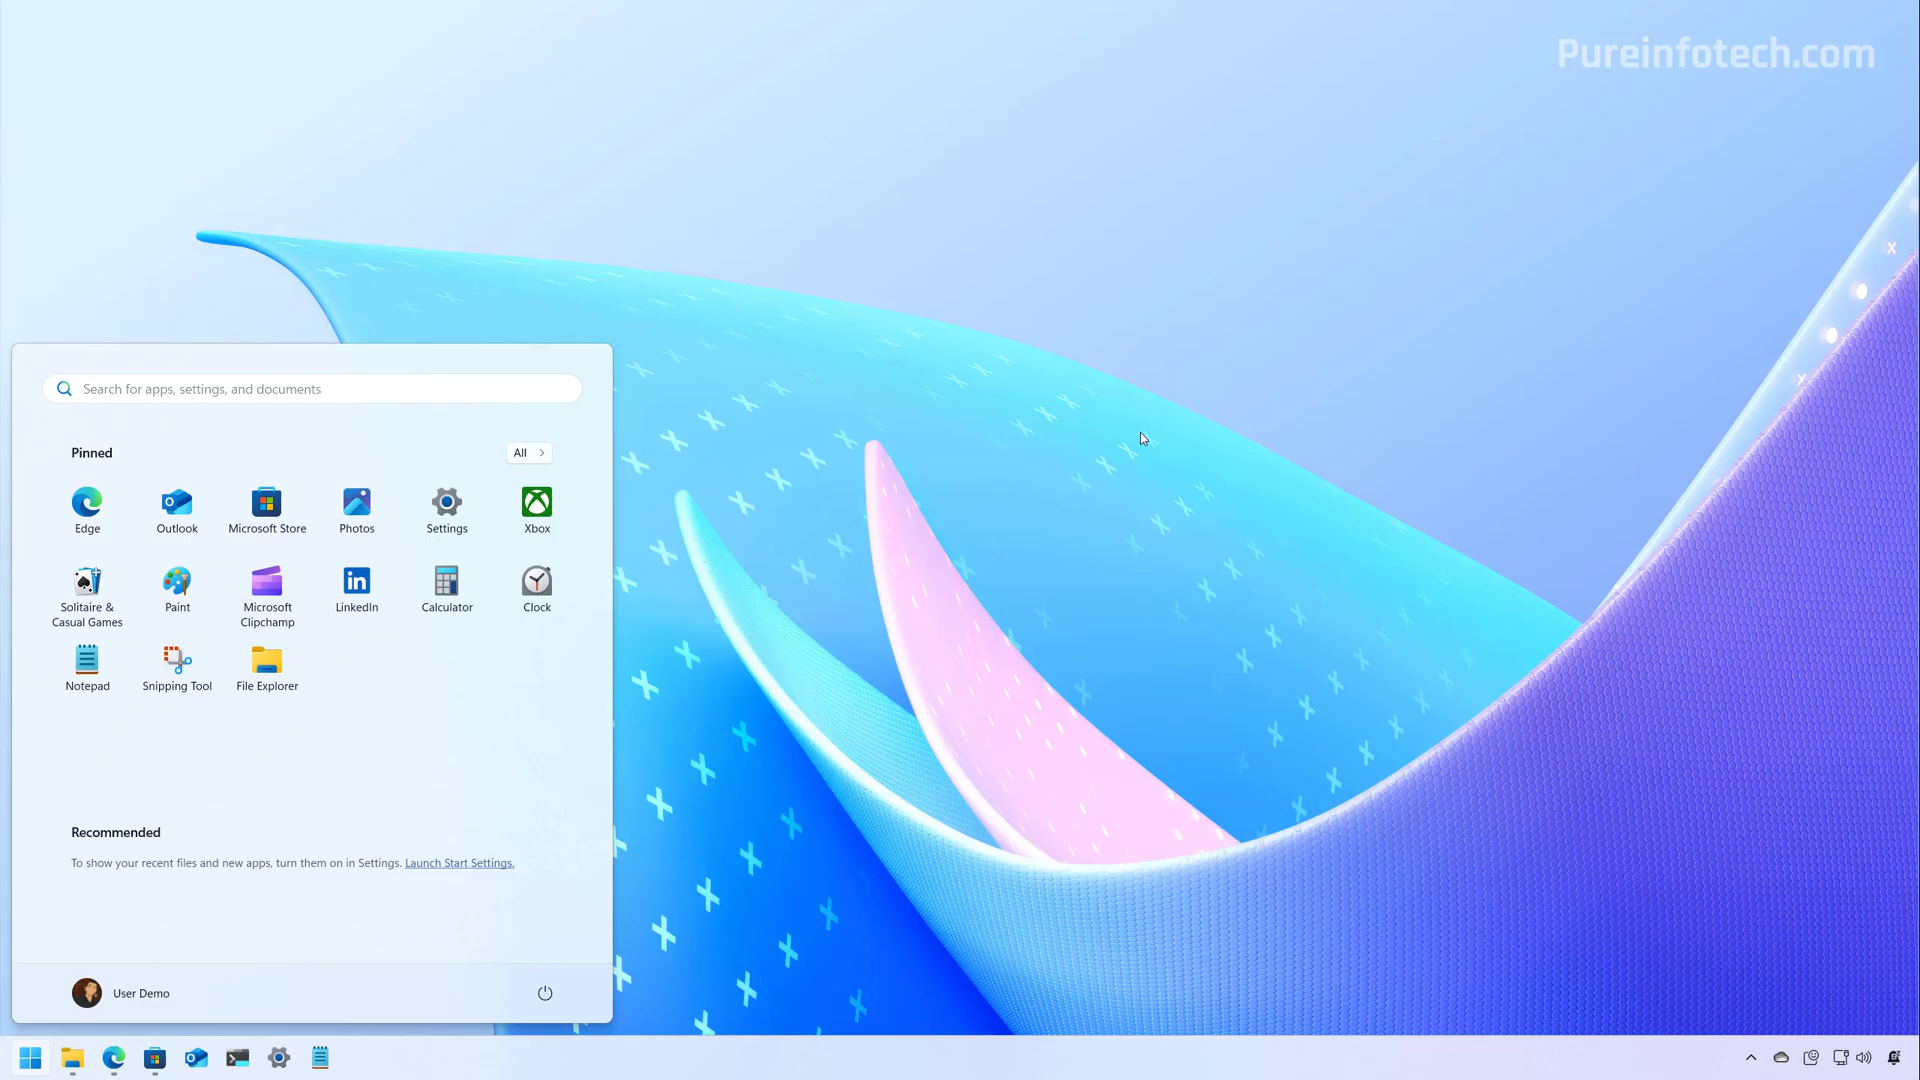 Pureinfotech.com
Search for apps, settings, and documents
Pinned
All
Edge
Outlook
Microsoft Store
Photos
Settings
Xbox
Solitaire &
Casual Games
Paint
Microsoft
Clipchamp
LinkedIn
Calculator
Clock
Notepad
Snipping Tool
File Explorer
Recommended
To show your recent files and new apps, turn them on in Settings. Launch Start Settings.
User Demo